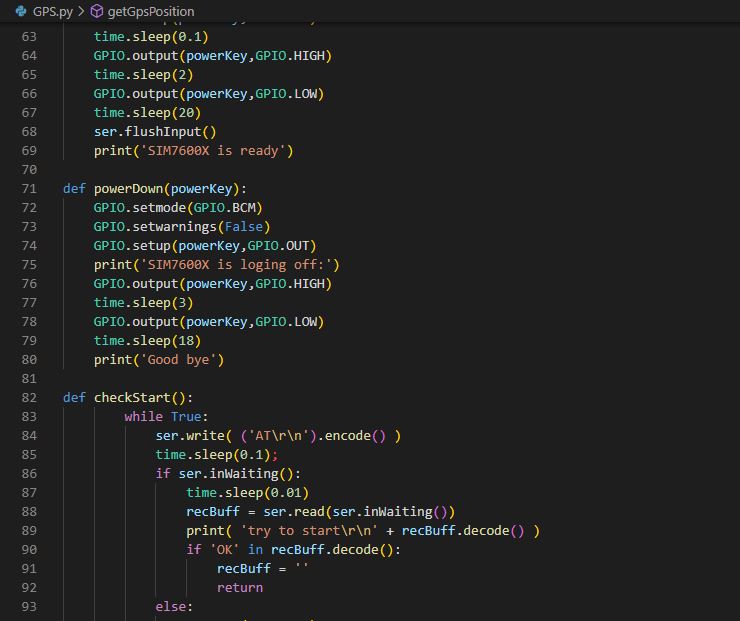 GPS.py > getGpsPosition
63 time.sleep(0.1)
64 GPIO.output(powerKey,GPIO.HIGH)
65 time.sleep(2)
66 GPIO.output(powerKey,GPIO.LOW)
67 time.sleep(20)
68 ser.flushInput()
69 print('SIM7600X is ready')
70
71 def powerDown(powerKey):
72 GPIO.setmode(GPIO.BCM)
73 GPIO.setwarnings(False)
74 GPIO.setup(powerKey,GPIO.OUT)
75 print('SIM7600X is loging off:')
76 GPIO.output(powerKey,GPIO.HIGH)
77 time.sleep(3)
78 GPIO.output(powerKey,GPIO.LOW)
79 time.sleep(18)
80 print('Good bye')
81
82 def checkStart():
83 while True:
84 ser.write( ('AT\r\n').encode() )
85 time.sleep(0.1);
86 if ser.inWaiting():
87 time.sleep(0.01)
88 recBuff = ser.read(ser.inWaiting())
89 print( 'try to start\r\n' + recBuff.decode() )
90 if 'OK' in recBuff.decode():
91 recBuff = ''
92 return
93 else: